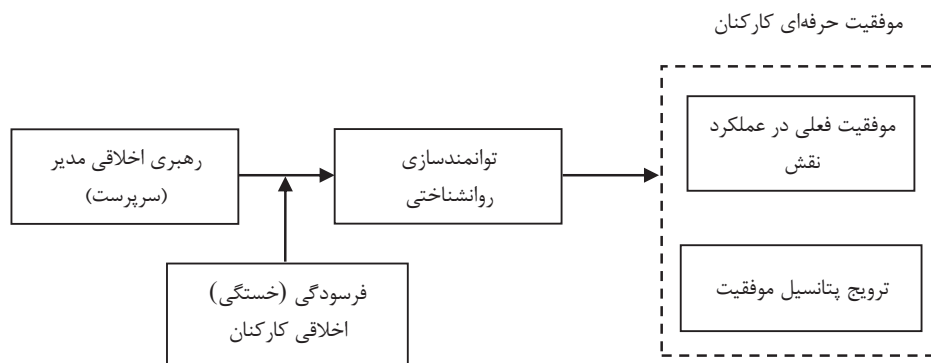 موفقیت حرفه‌ای کارکنان
موفقیت فعلی در عملکرد
نقش
توانمندسازی
روانشناختی
رهبری اخلاقی مدیر
(سرپرست)
ترویج پتانسیل موفقیت
فرسودگی (خستگی)
اخلاقی کارکنان